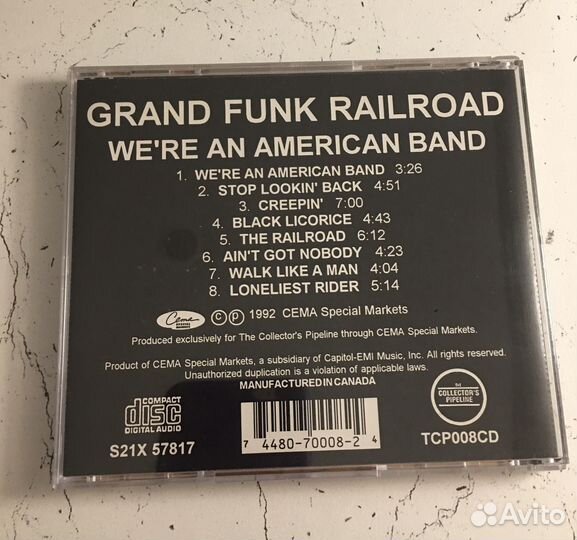 GRAND FUNK RAILROAD
WE'RE AN AMERICAN BAND
1. WE'RE AN AMERICAN BAND 3:26
2. STOP LOOKIN' BACK 4:51
3. CREEPIN' 7:00
4. BLACK LICORICE 4:43
5. THE RAILROAD 6:12
6. AIN'T GOT NOBODY 4:23
7. WALK LIKE A MAN 4:04
8. LONELIEST RIDER 5:14
Cema ©℗ 1992 CEMA Special Markets
Produced exclusively for The Collector's Pipeline through CEMA Special Markets.
Product of CEMA Special Markets, a subsidiary of Capitol-EMI Music, Inc. All rights reserved.
Unauthorized duplication is a violation of applicable laws.
MANUFACTURED IN CANADA
COMPACT
disc
DIGITAL AUDIO
S21X 57817
7 4480-70008-2 4
the
COLLECTOR'S
PIPELINE
TCP008CD
Avito